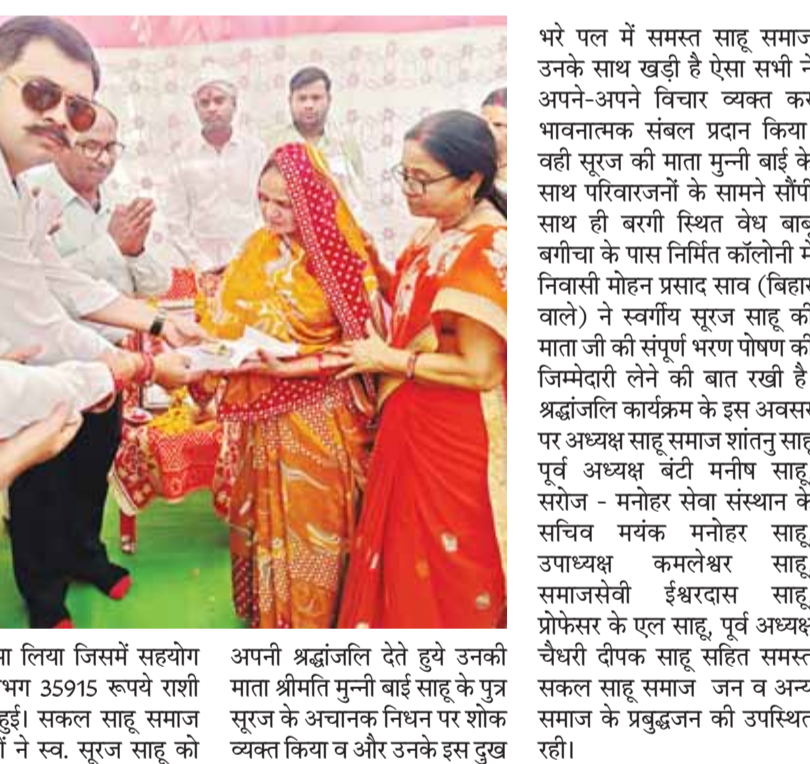 लिया जिसमें सहयोग
35915 रूपये राशी
हुई। सकल साहू समाज
ने स्व. सूरज साहू को
अपनी श्रद्धांजलि देते हुये उनकी
माता श्रीमति मुन्नी बाई साहू के पुत्र
सूरज के अचानक निधन पर शोक
व्यक्त किया व और उनके इस दुख
भरे पल में समस्त साहू समाज
उनके साथ खड़ी है ऐसा सभी ने
अपने-अपने विचार व्यक्त कर
भावनात्मक संबल प्रदान किया
वही सूरज की माता मुन्नी बाई के
साथ परिवारजनों के सामने सौंपी
साथ ही बरगी स्थित वेध बाबू
बगीचा के पास निर्मित कॉलोनी में
निवासी मोहन प्रसाद साव (बिहार
वाले) ने स्वर्गीय सूरज साहू की
माता जी की संपूर्ण भरण पोषण की
जिम्मेदारी लेने की बात रखी है
श्रद्धांजलि कार्यक्रम के इस अवसर
पर अध्यक्ष साहू समाज शांतनु साहू
पूर्व अध्यक्ष बंटी मनीष साहू
सरोज - मनोहर सेवा संस्थान के
सचिव मयंक मनोहर साहू
उपाध्यक्ष कमलेश्वर साहू
समाजसेवी ईश्वरदास साहू
प्रोफेसर के एल साहू, पूर्व अध्यक्ष
चैधरी दीपक साहू सहित समस्त
सकल साहू समाज जन व अन्य
समाज के प्रबुद्धजन की उपस्थित
रही।